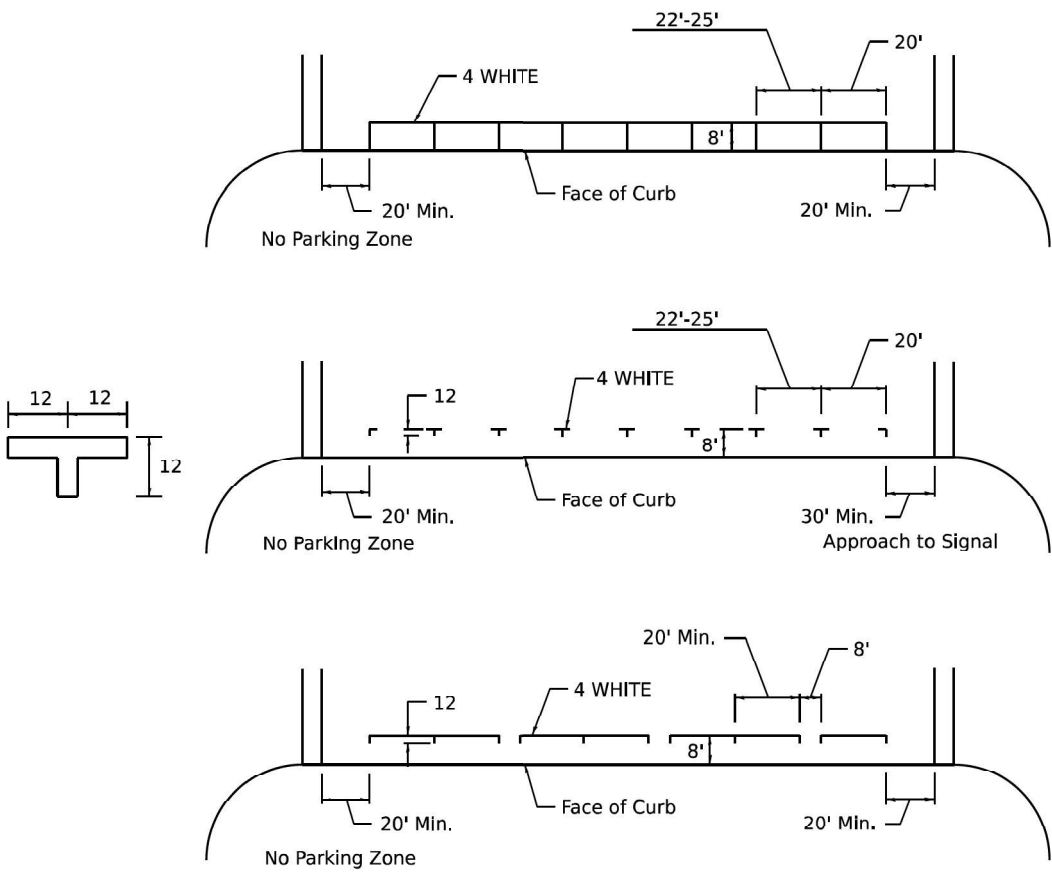 22'-25'
20'
4 WHITE
8'
Face of Curb
20' Min.
20' Min.
No Parking Zone
22'-25'
20'
12
4 WHITE
12 12
12
8'
Face of Curb
20' Min.
30' Min.
No Parking Zone
Approach to Signal
20' Min.
8'
12
4 WHITE
8'
Face of Curb
20' Min.
20' Min.
No Parking Zone